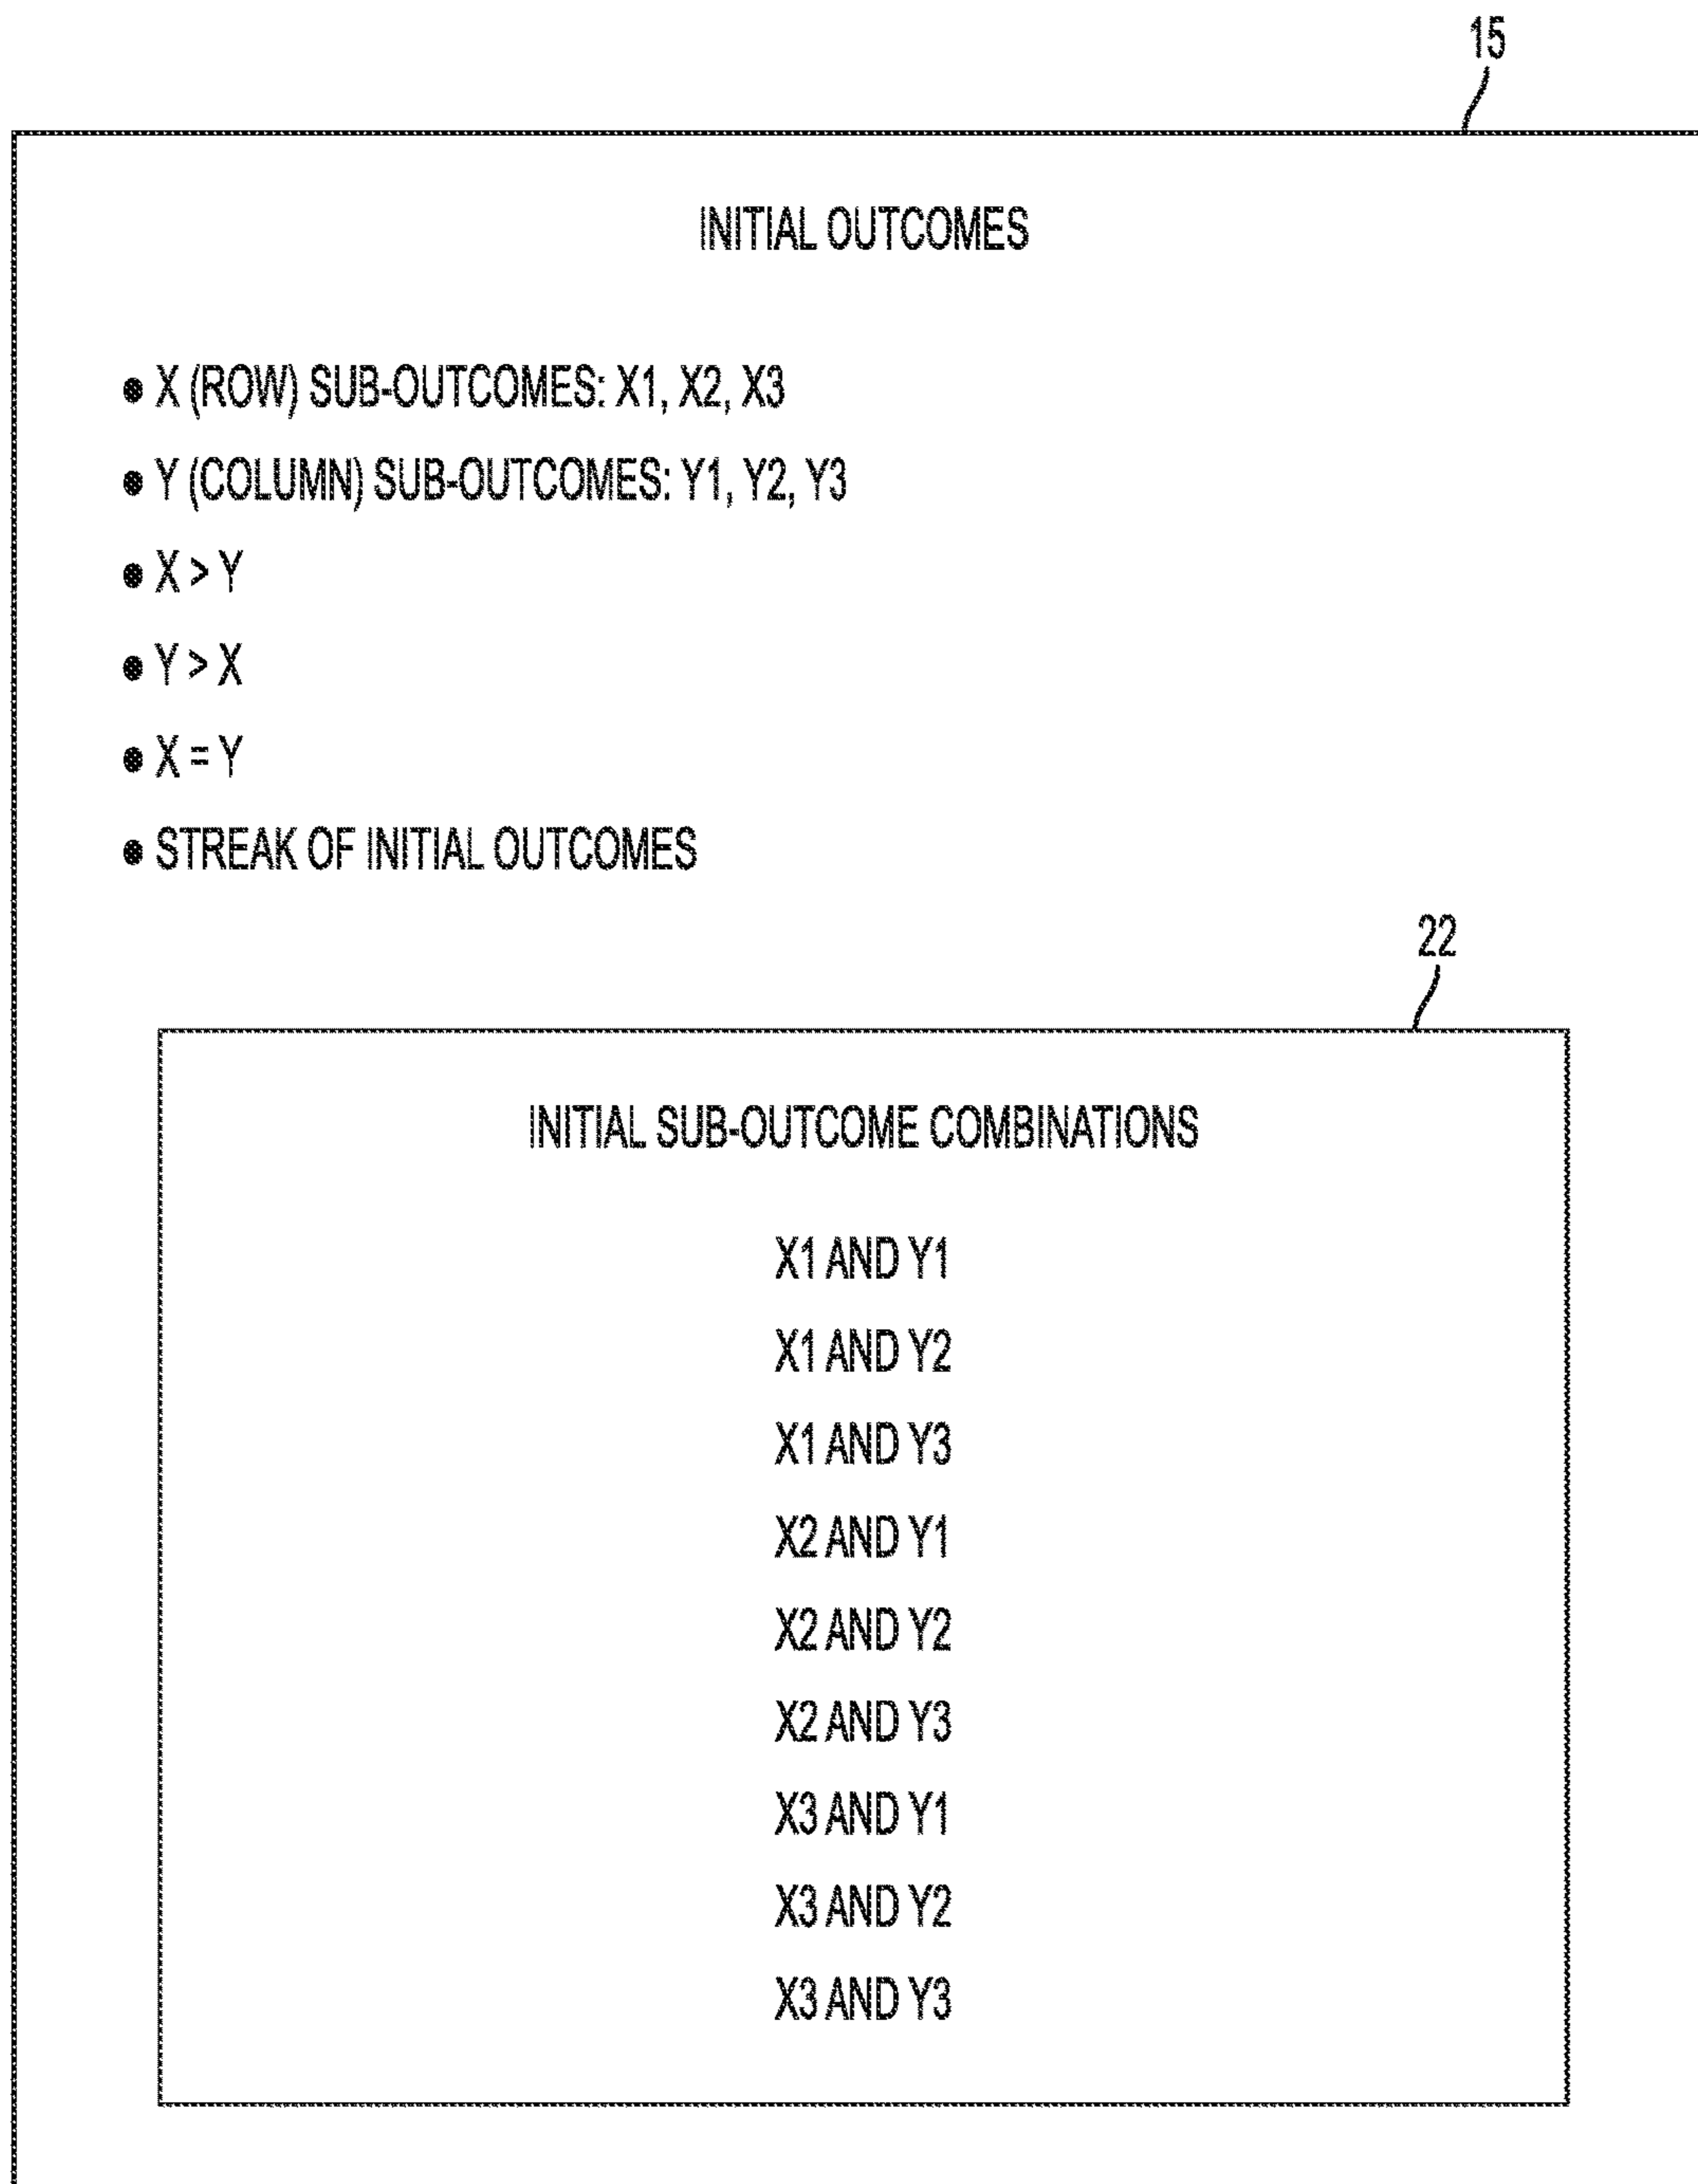 15
INITIAL OUTCOMES
● X (ROW) SUB-OUTCOMES: X1, X2, X3
● Y (COLUMN) SUB-OUTCOMES: Y1, Y2, Y3
● X > Y
● Y > X
● X = Y
● STREAK OF INITIAL OUTCOMES
22
INITIAL SUB-OUTCOME COMBINATIONS
X1 AND Y1
X1 AND Y2
X1 AND Y3
X2 AND Y1
X2 AND Y2
X2 AND Y3
X3 AND Y1
X3 AND Y2
X3 AND Y3